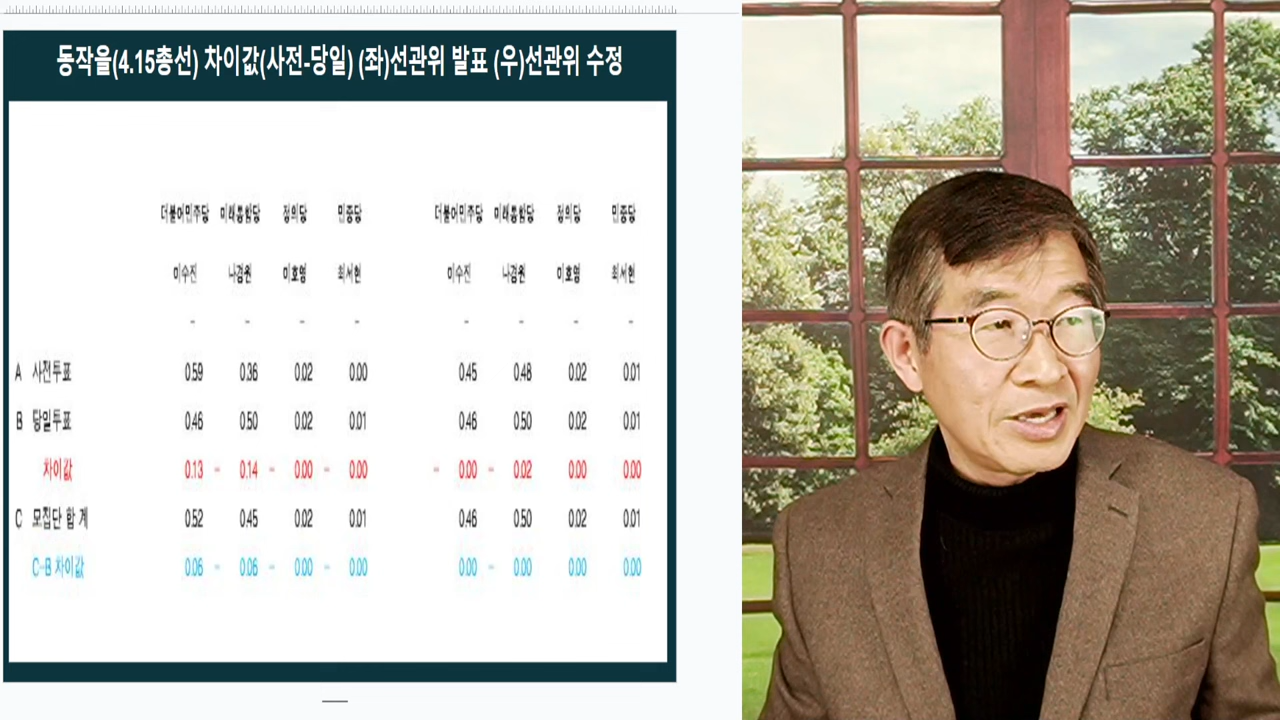 동작을(4.15총선) 차이값(사전-당일) (좌)선관위 발표 (우)선관위 수정
더불어민주당 미래통합당 정의당 민중당 더불어민주당 미래통합당 정의당 민중당
이수진 나경원 이호영 최서현 이수진 나경원 이호영 최서현
- - - - - - - -
A 사전투표 0.59 0.36 0.02 0.00 0.45 0.48 0.02 0.01
B 당일투표 0.46 0.50 0.02 0.01 0.46 0.50 0.02 0.01
차이값 0.13 - 0.14 - 0.00 - 0.00 - 0.00 - 0.02 0.00 0.00
C 모집단 합 계 0.52 0.45 0.02 0.01 0.46 0.50 0.02 0.01
C-B 차이값 0.06 - 0.06 - 0.00 - 0.00 0.00 - 0.00 0.00 0.00